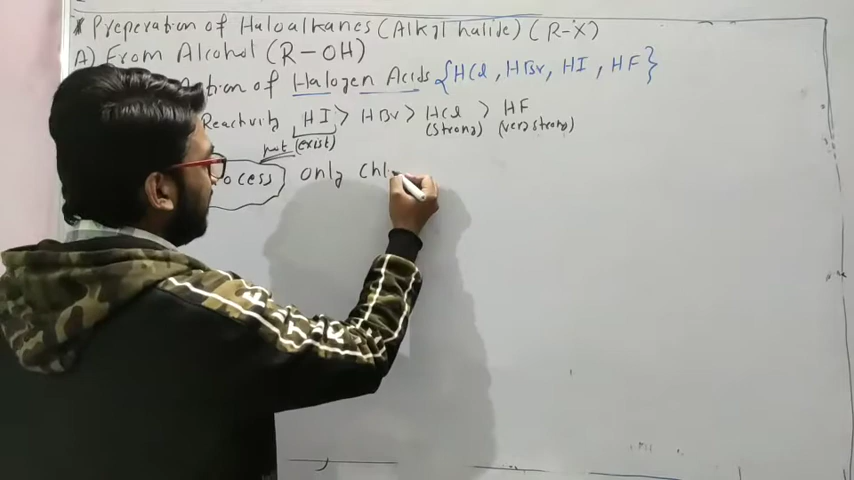 * Preperation of Haloalkanes (Alkyl halide) (R-X)
A) From Alcohol (R-OH)
of Halogen Acids {HCl, HBr, HI, HF}
Reactivity HI > HBr > HCl > HF
not (exist) (Strong) (very strong)
ocess only Chl